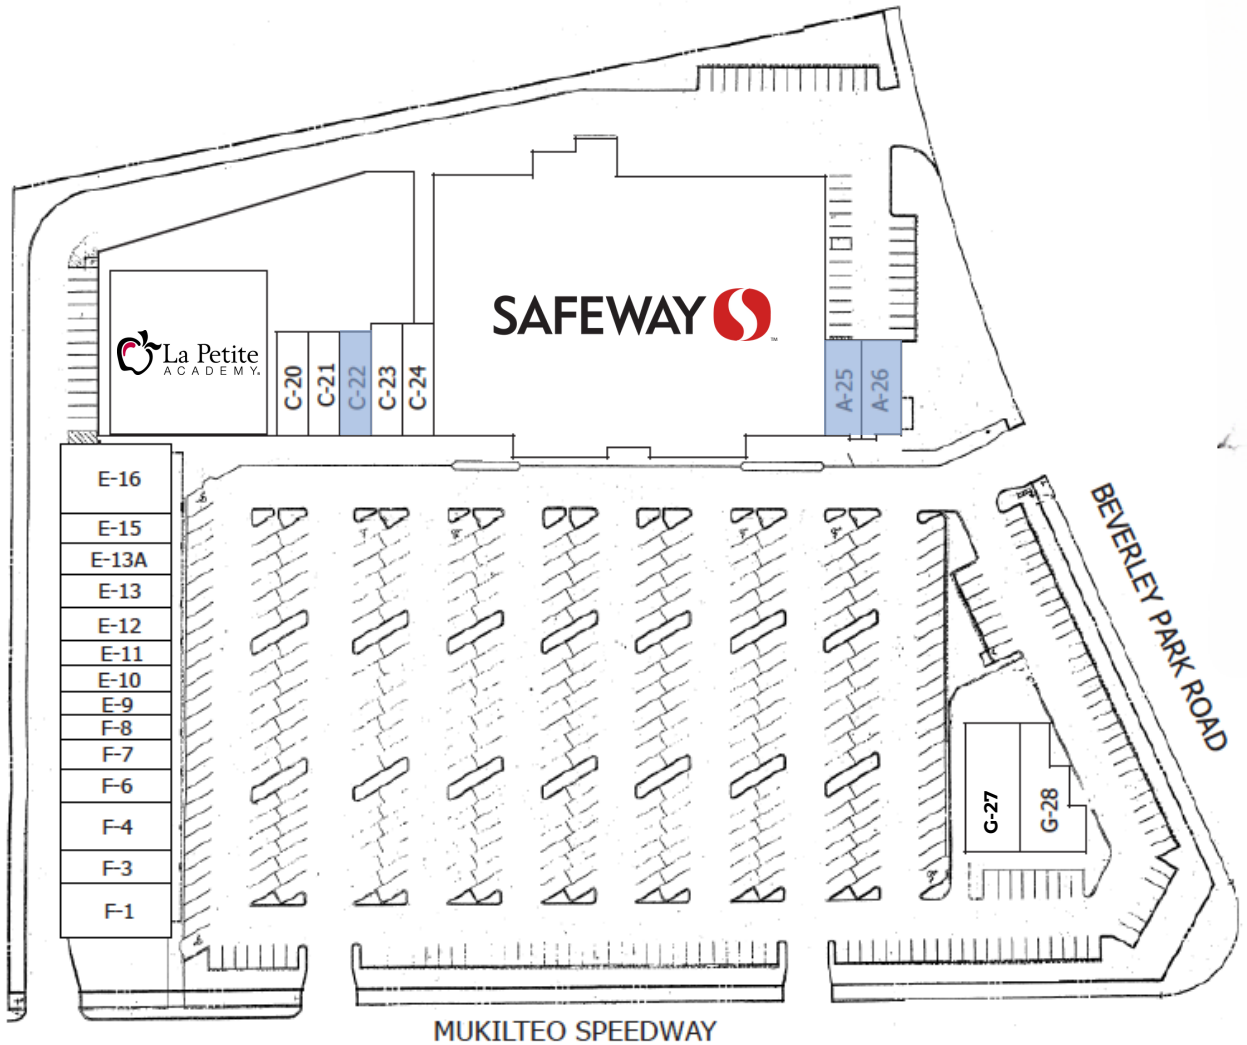 SAFEWAY
La Petite
ACADEMY
C-20
C-21
C-22
C-23
C-24
A-25
A-26
E-16
E-15
E-13A
E-13
E-12
E-11
E-10
E-9
F-8
F-7
F-6
F-4
F-3
F-1
BEVERLEY PARK ROAD
G-27
G-28
MUKILTEO SPEEDWAY